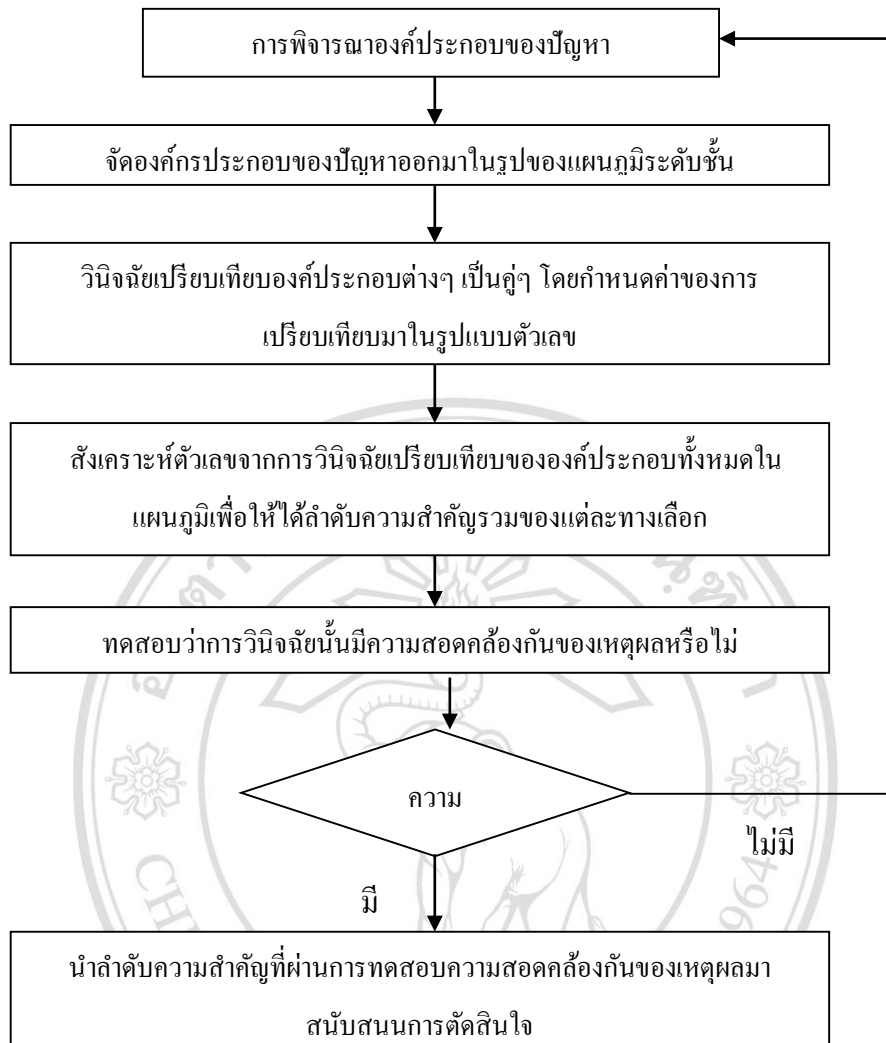 การพิจารณาองค์ประกอบของปัญหา
จัดองค์กรประกอบของปัญหาออกมาในรูปของแผนภูมิระดับชั้น
วินิจฉัยเปรียบเทียบองค์ประกอบต่างๆ เป็นคู่ๆ โดยกำหนดค่าของการ
เปรียบเทียบมาในรูปแบบตัวเลข
สังเคราะห์ตัวเลขจากการวินิจฉัยเปรียบเทียบขององค์ประกอบทั้งหมดใน
แผนภูมิเพื่อให้ได้ลำดับความสำคัญรวมของแต่ละทางเลือก
ทดสอบว่าการวินิจฉัยนั้นมีความสอดคล้องกันของเหตุผลหรือไม่
ความ
ไม่มี
มี
นำลำดับความสำคัญที่ผ่านการทดสอบความสอดคล้องกันของเหตุผลมา
สนับสนนการตัดสินใจ